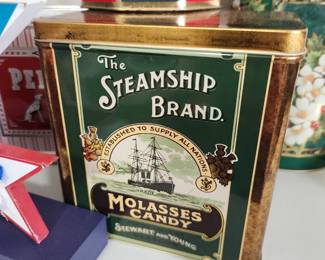 The
STEAMSHIP
BRAND.
ESTABLISHED TO SUPPLY ALL NATIONS
MOLASSES
CANDY
STEWART AND YOUNG